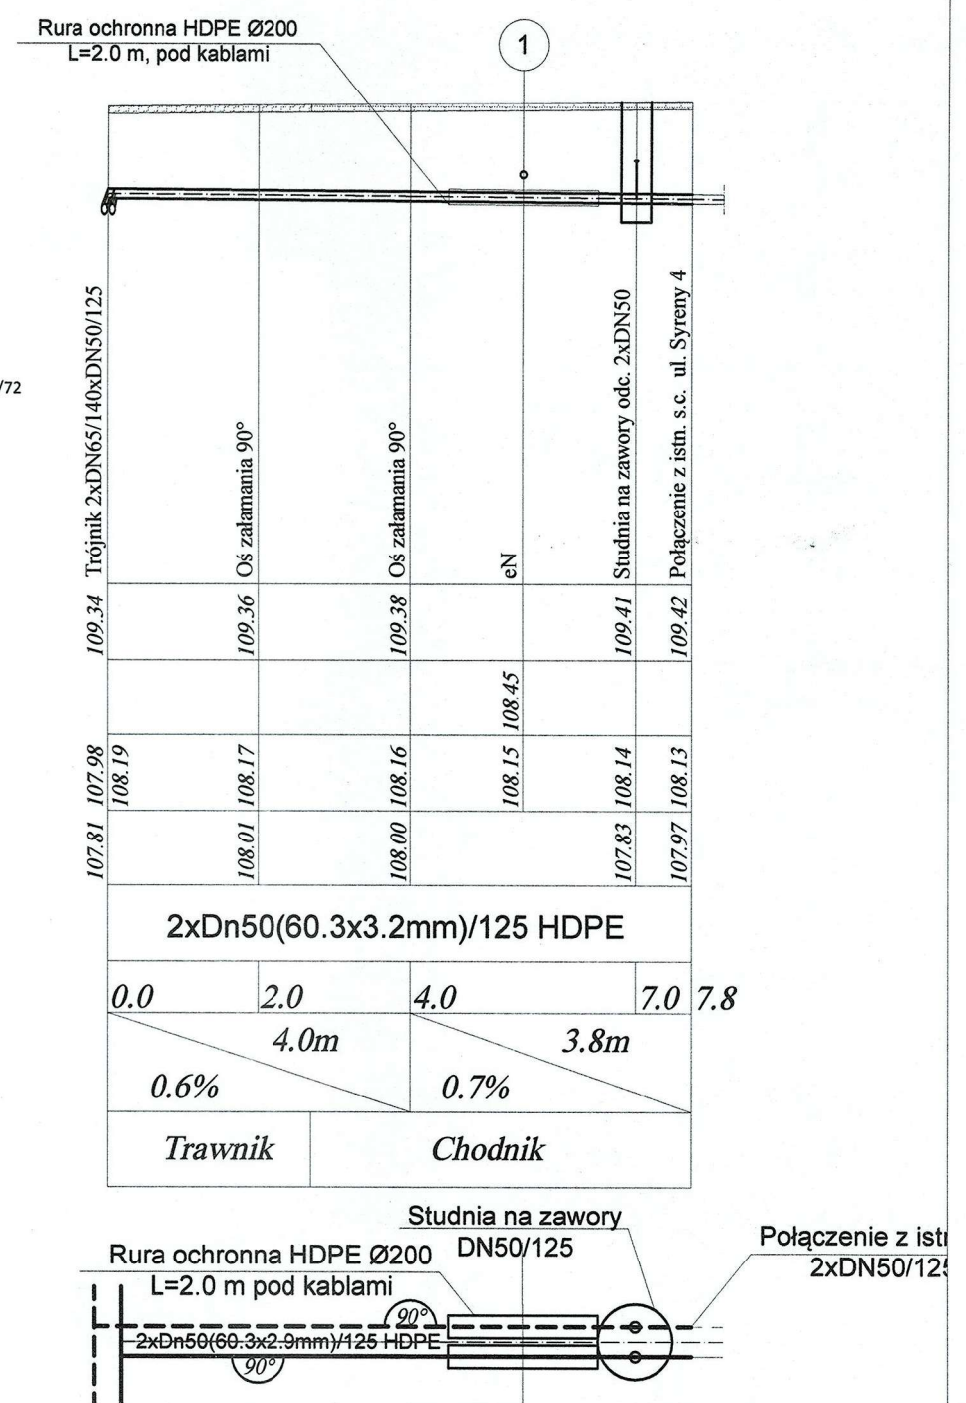 Rura ochronna HDPE Ø200
L=2.0 m, pod kablami
1
/72
Trójnik 2xDN65/140xDN50/125
Oś załamania 90°
Oś załamania 90°
eN
Studnia na zawory odc. 2xDN50
Połączenie z istn. s.c. ul. Syreny 4
109.34 109.36 109.38 109.41 109.42
108.45
107.98 108.19 108.17 108.16 108.15 108.14 108.13
107.81 108.01 108.00 107.83 107.97
2xDn50(60.3x3.2mm)/125 HDPE
0.0 2.0 4.0 7.0 7.8
4.0m 3.8m
0.6% 0.7%
Trawnik Chodnik
Studnia na zawory
DN50/125
Rura ochronna HDPE Ø200
L=2.0 m pod kablami
Połączenie z ist
2xDN50/125
90°
2xDn50(60.3x2.9mm)/125 HDPE
90°